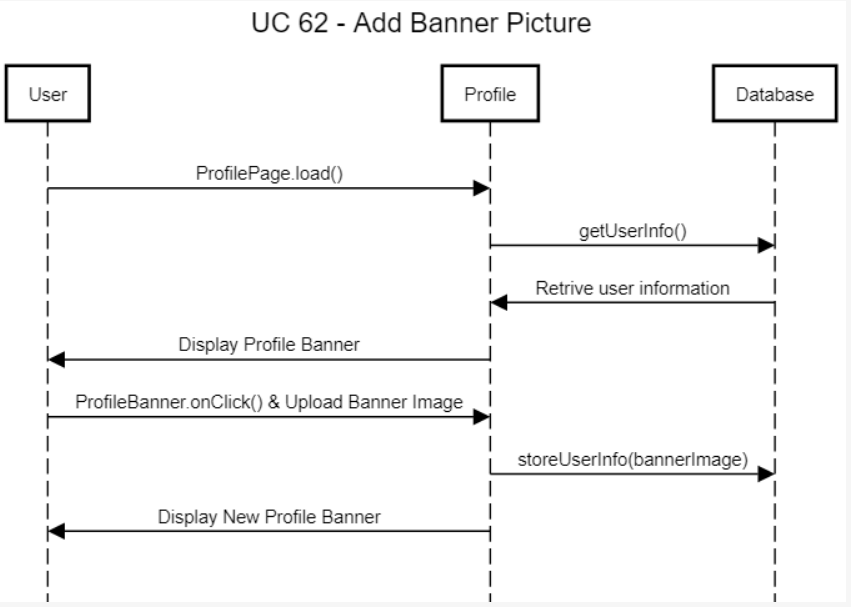 UC 62 - Add Banner Picture
User
Profile
Database
ProfilePage.load()
getUserInfo()
Retrive user information
Display Profile Banner
ProfileBanner.onClick() & Upload Banner Image
storeUserInfo(bannerImage)
Display New Profile Banner